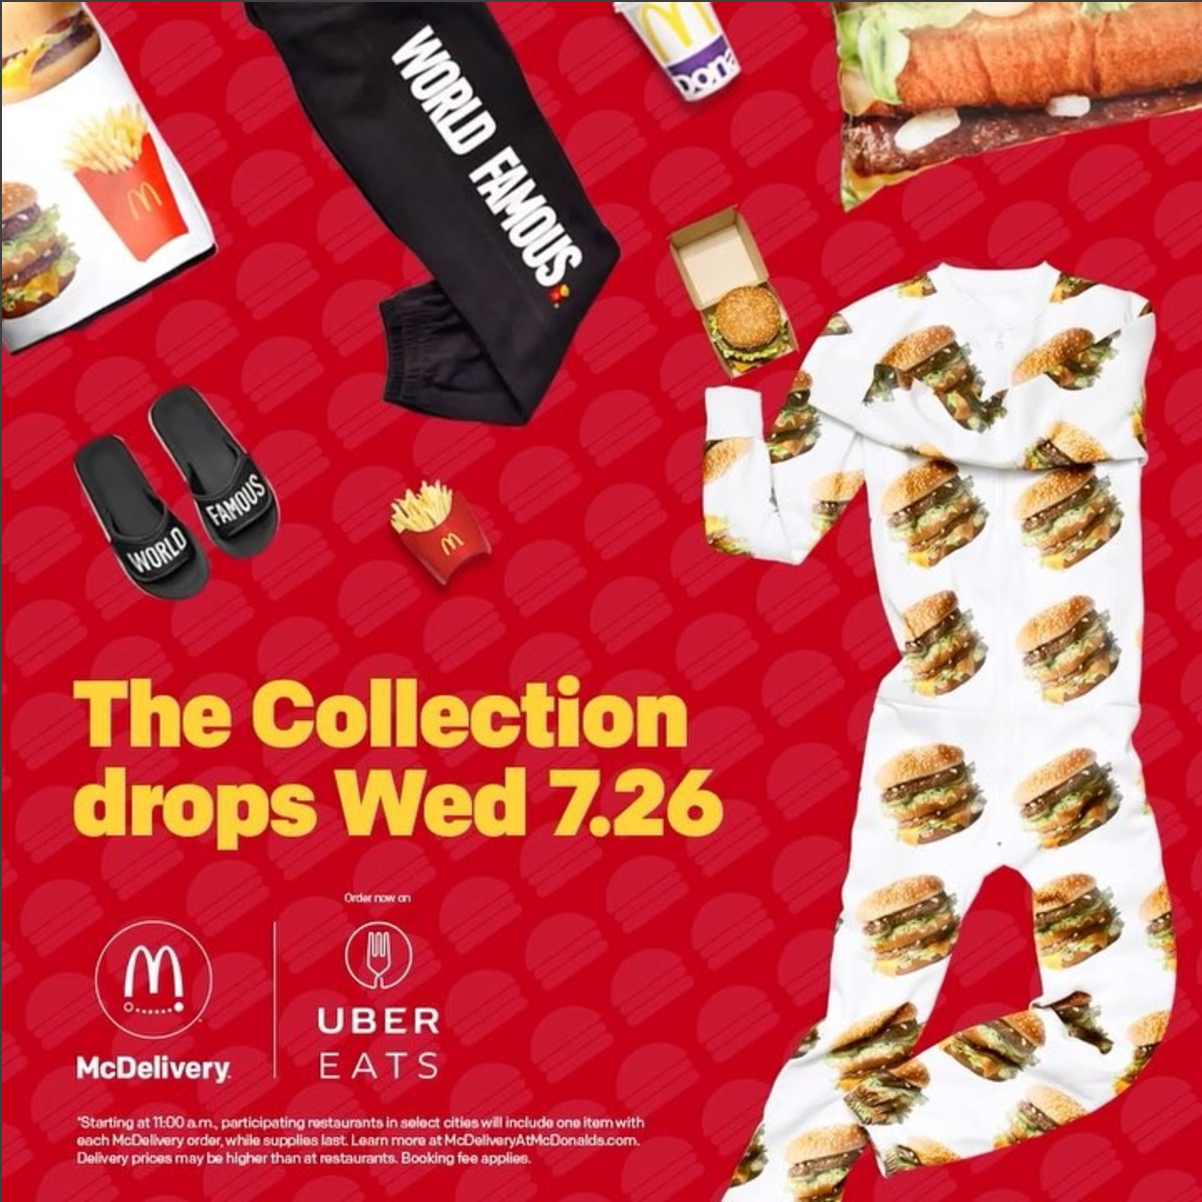 WORLD FAMOUS
WORLD
FAMOUS
The Collection
drops Wed 7.26
Order now on
McDelivery
UBER
EATS
*Starting at 11:00 a.m., participating restaurants in select cities will include one item with
each McDelivery order, while supplies last. Learn more at McDeliveryAtMcDonalds.com.
Delivery prices may be higher than at restaurants. Booking fee applies.